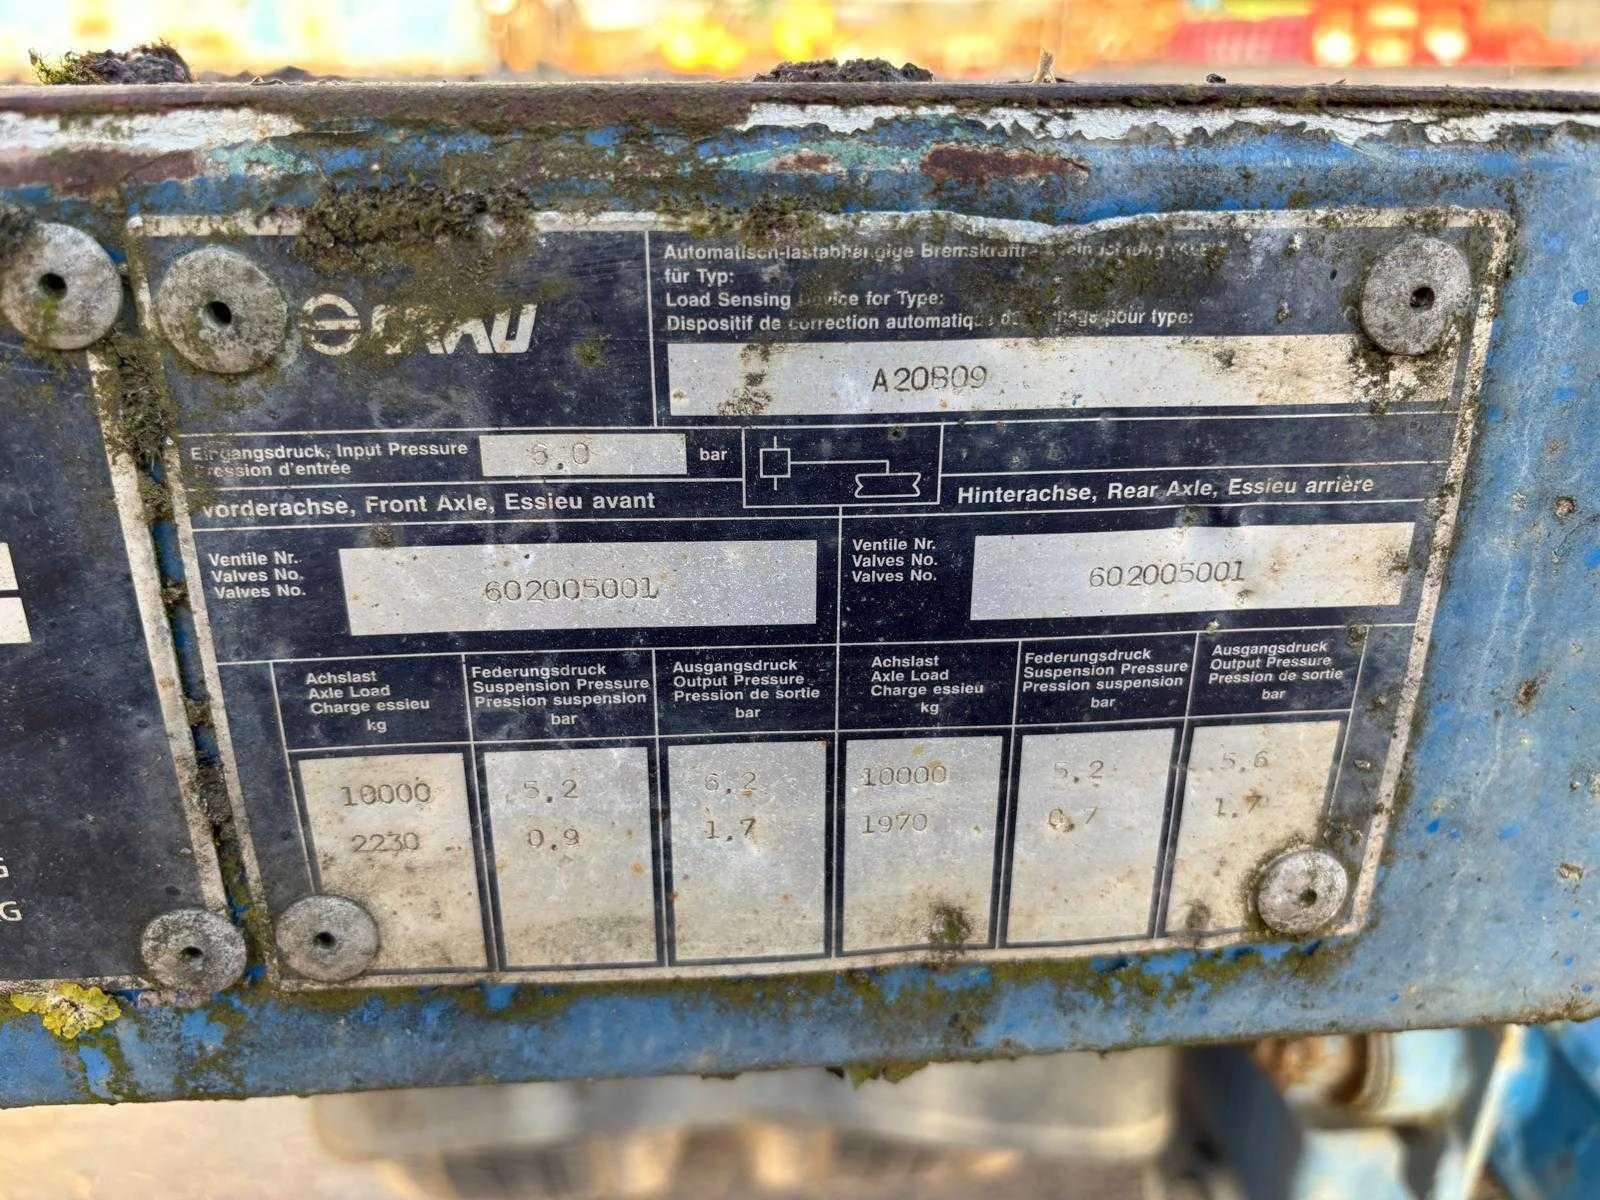 für Typ:
Load Sensing Device for Type:
Dispositif de correction automatique pour type:
A20B09
Eingangsdruck, Input Pressure
Pression d'entrée
bar
Vorderachse, Front Axle, Essieu avant
Hinterachse, Rear Axle, Essieu arrière
Ventile Nr.
Valves No.
Valves No.
602005001
Ventile Nr.
Valves No.
Valves No.
602005001
Achslast
Axle Load
Charge essieu
kg
Federungsdruck
Suspension Pressure
Pression suspension
bar
Ausgangsdruck
Output Pressure
Pression de sortie
bar
Achslast
Axle Load
Charge essieu
kg
Federungsdruck
Suspension Pressure
Pression suspension
bar
Ausgangsdruck
Output Pressure
Pression de sortie
bar
10000 5.2 6.2 10000 5.2 5.6
2230 0.9 1.7 1970 0.7 1.7
G
G